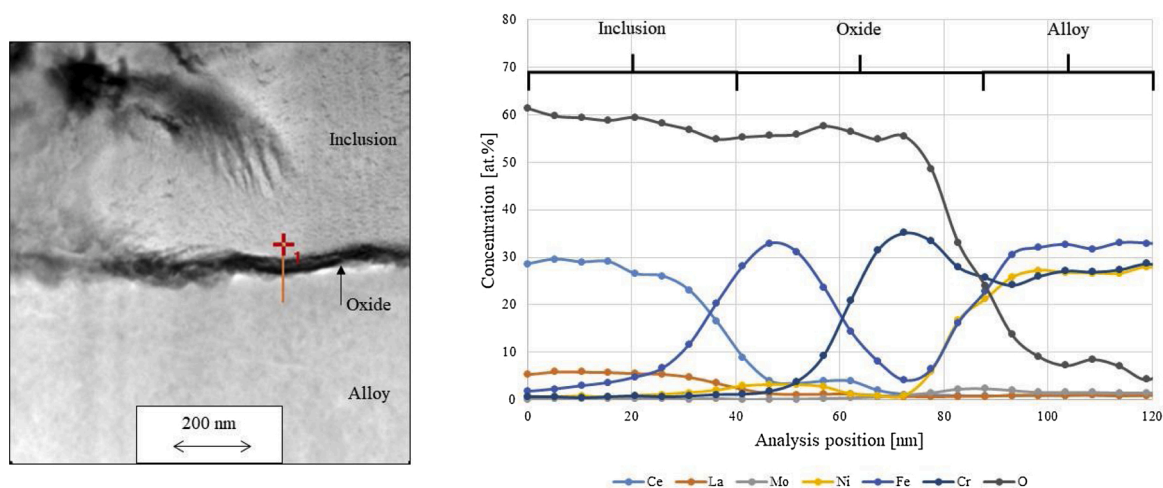 Inclusion
1
Oxide
Alloy
200 nm
Inclusion
Oxide
Alloy
Concentration [at.%]
80
70
60
50
40
30
20
10
0
0 20 40 60 80 100 120
Analysis position [nm]
Ce La Mo Ni Fe Cr O